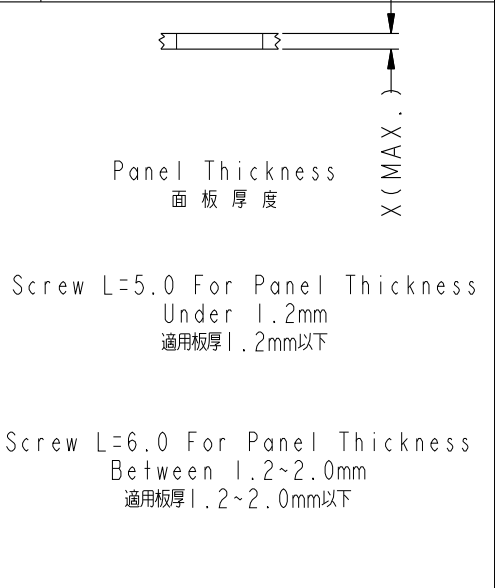 X(MAX.)
Panel Thickness
面板厚度
Screw L=5.0 For Panel Thickness
Under 1.2mm
適用板厚1.2mm以下
Screw L=6.0 For Panel Thickness
Between 1.2~2.0mm
適用板厚1.2~2.0mm以下